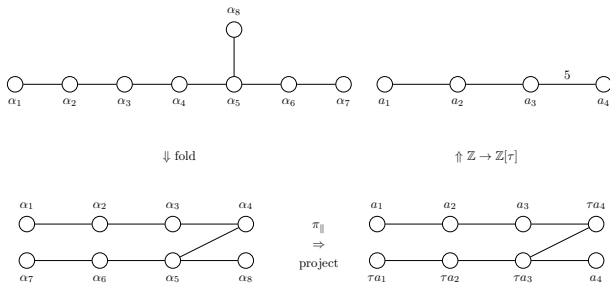 α₈
α₁ α₂ α₃ α₄ α₅ α₆ α₇
5
a₁ a₂ a₃ a₄
⇓ fold
⇑ ℤ → ℤ[τ]
α₁ α₂ α₃ α₄
α₇ α₆ α₅ α₈
π∥
⇒
project
a₁ a₂ a₃ τa₄
τa₁ τa₂ τa₃ a₄